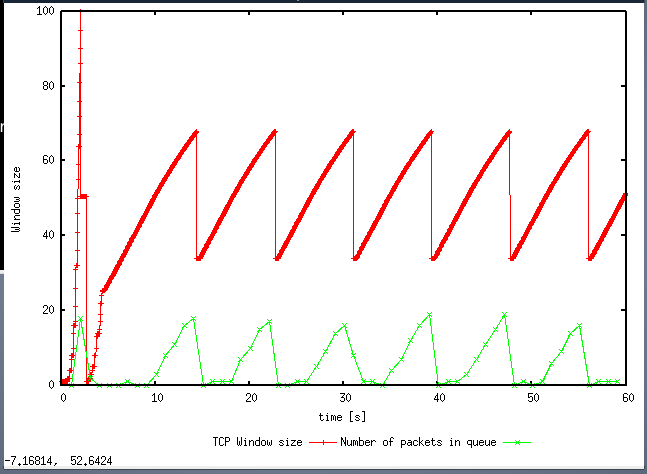 100
80
60
40
20
0
Window size
0 10 20 30 40 50 60
time [s]
TCP Window size Number of packets in queue
-7.16814, 52.6424